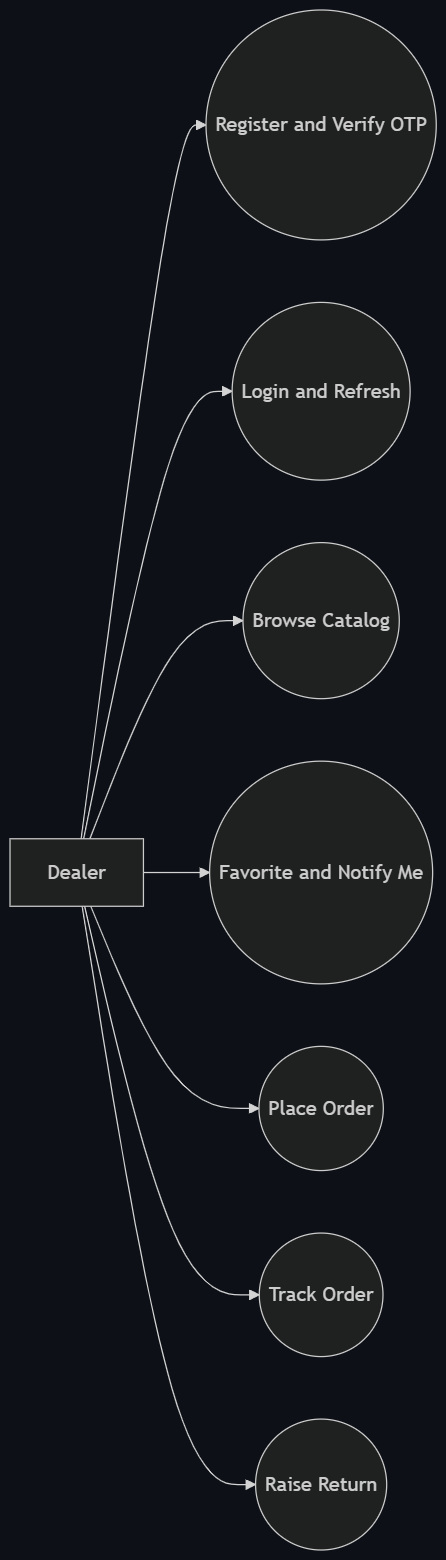 Register and Verify OTP
Login and Refresh
Browse Catalog
Dealer
Favorite and Notify Me
Place Order
Track Order
Raise Return